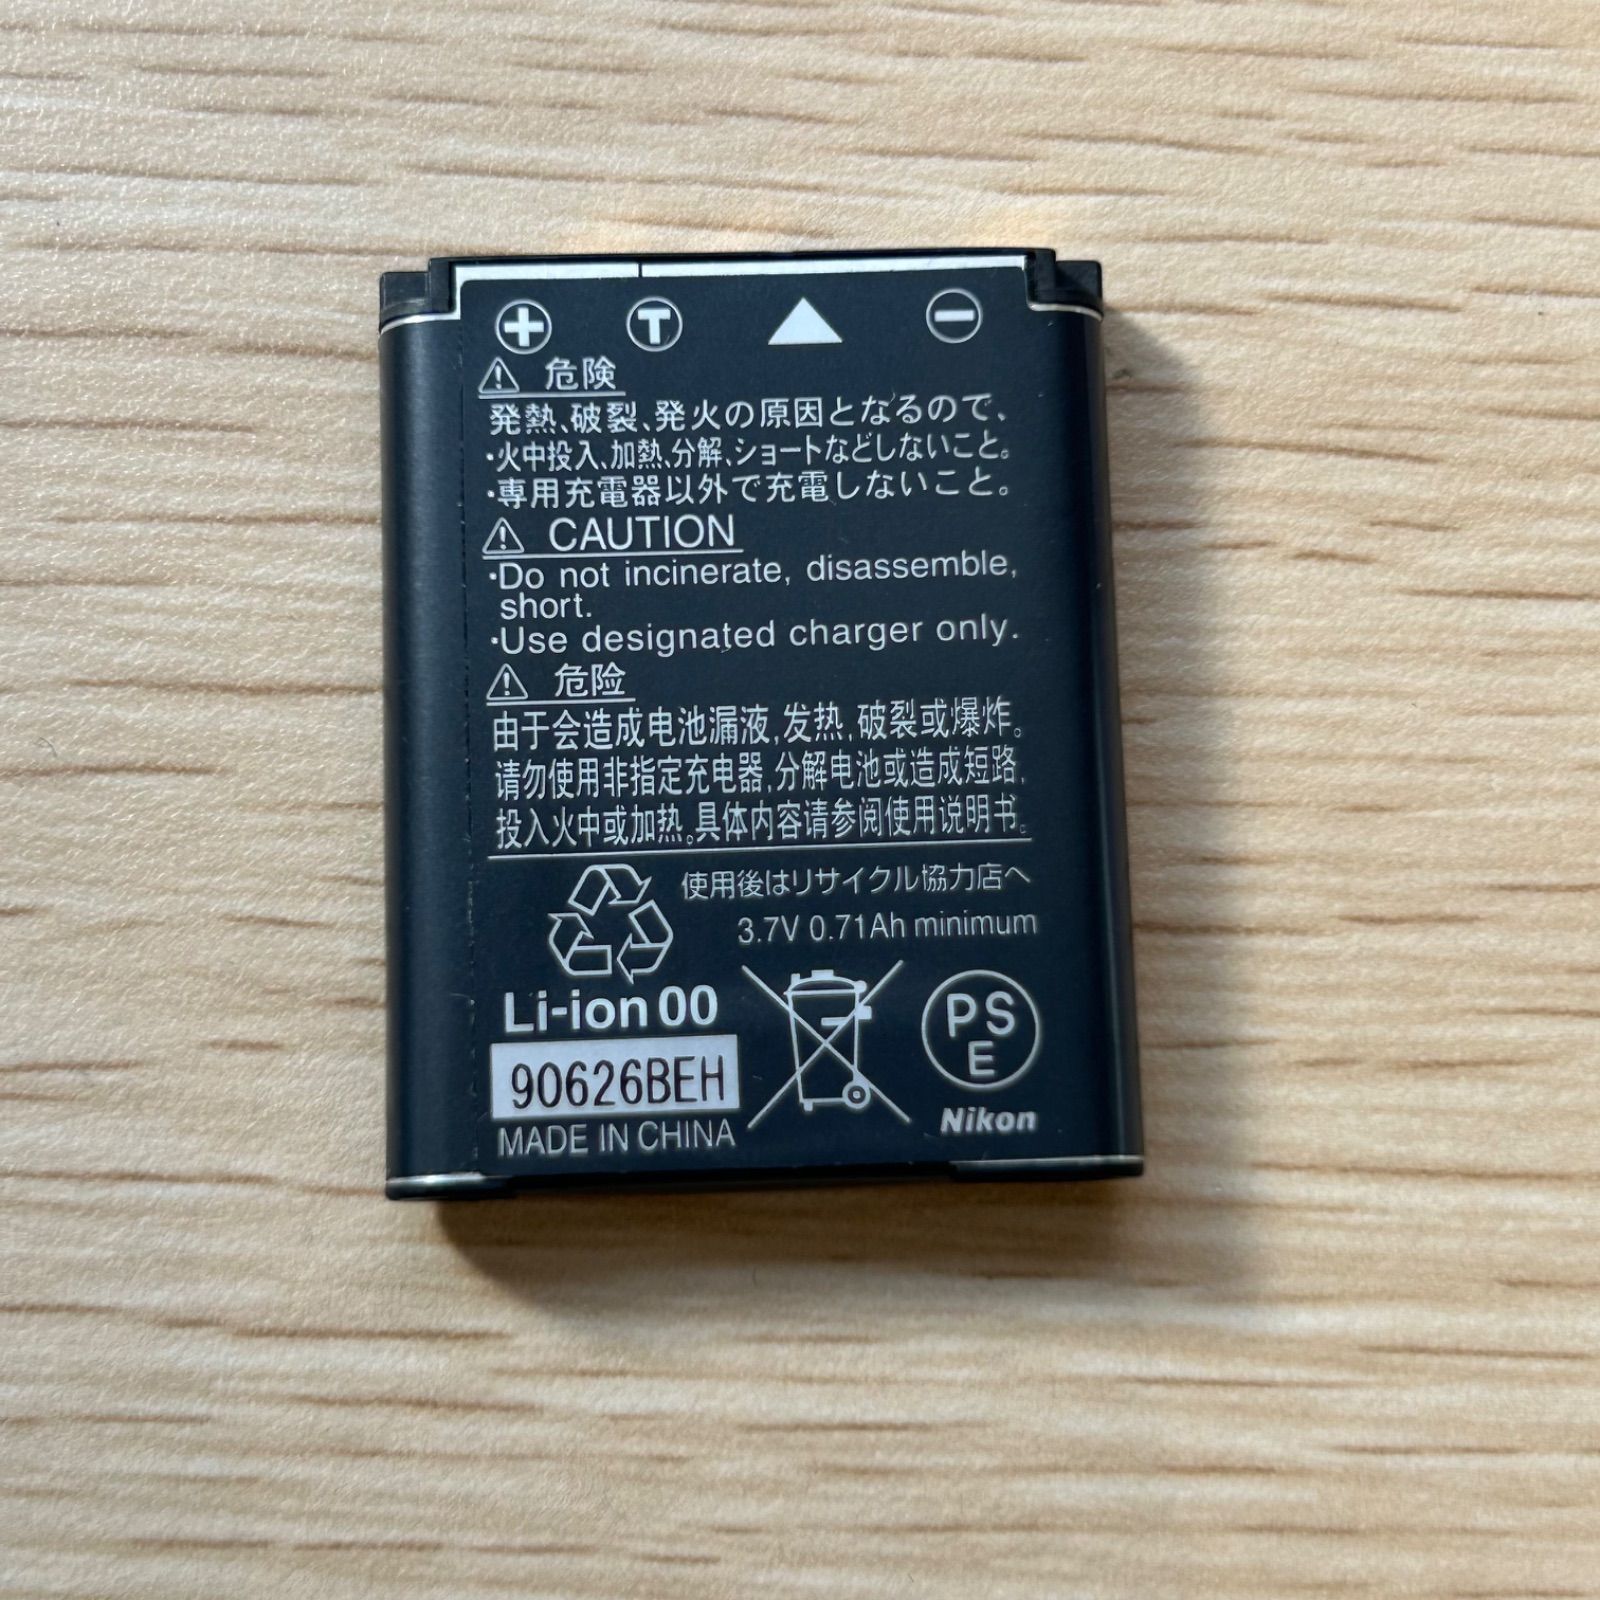 + T −
危険
発熱、破裂、発火の原因となるので、
・火中投入、加熱、分解、ショートなどしないこと。
・専用充電器以外で充電しないこと。
CAUTION
・Do not incinerate, disassemble,
short.
・Use designated charger only.
危险
由于会造成电池漏液,发热,破裂或爆炸。
请勿使用非指定充电器,分解电池或造成短路,
投入火中或加热。具体内容请参阅使用说明书。
使用後はリサイクル協力店へ
3.7V 0.71Ah minimum
Li-ion 00
90626BEH
MADE IN CHINA
PS
E
Nikon